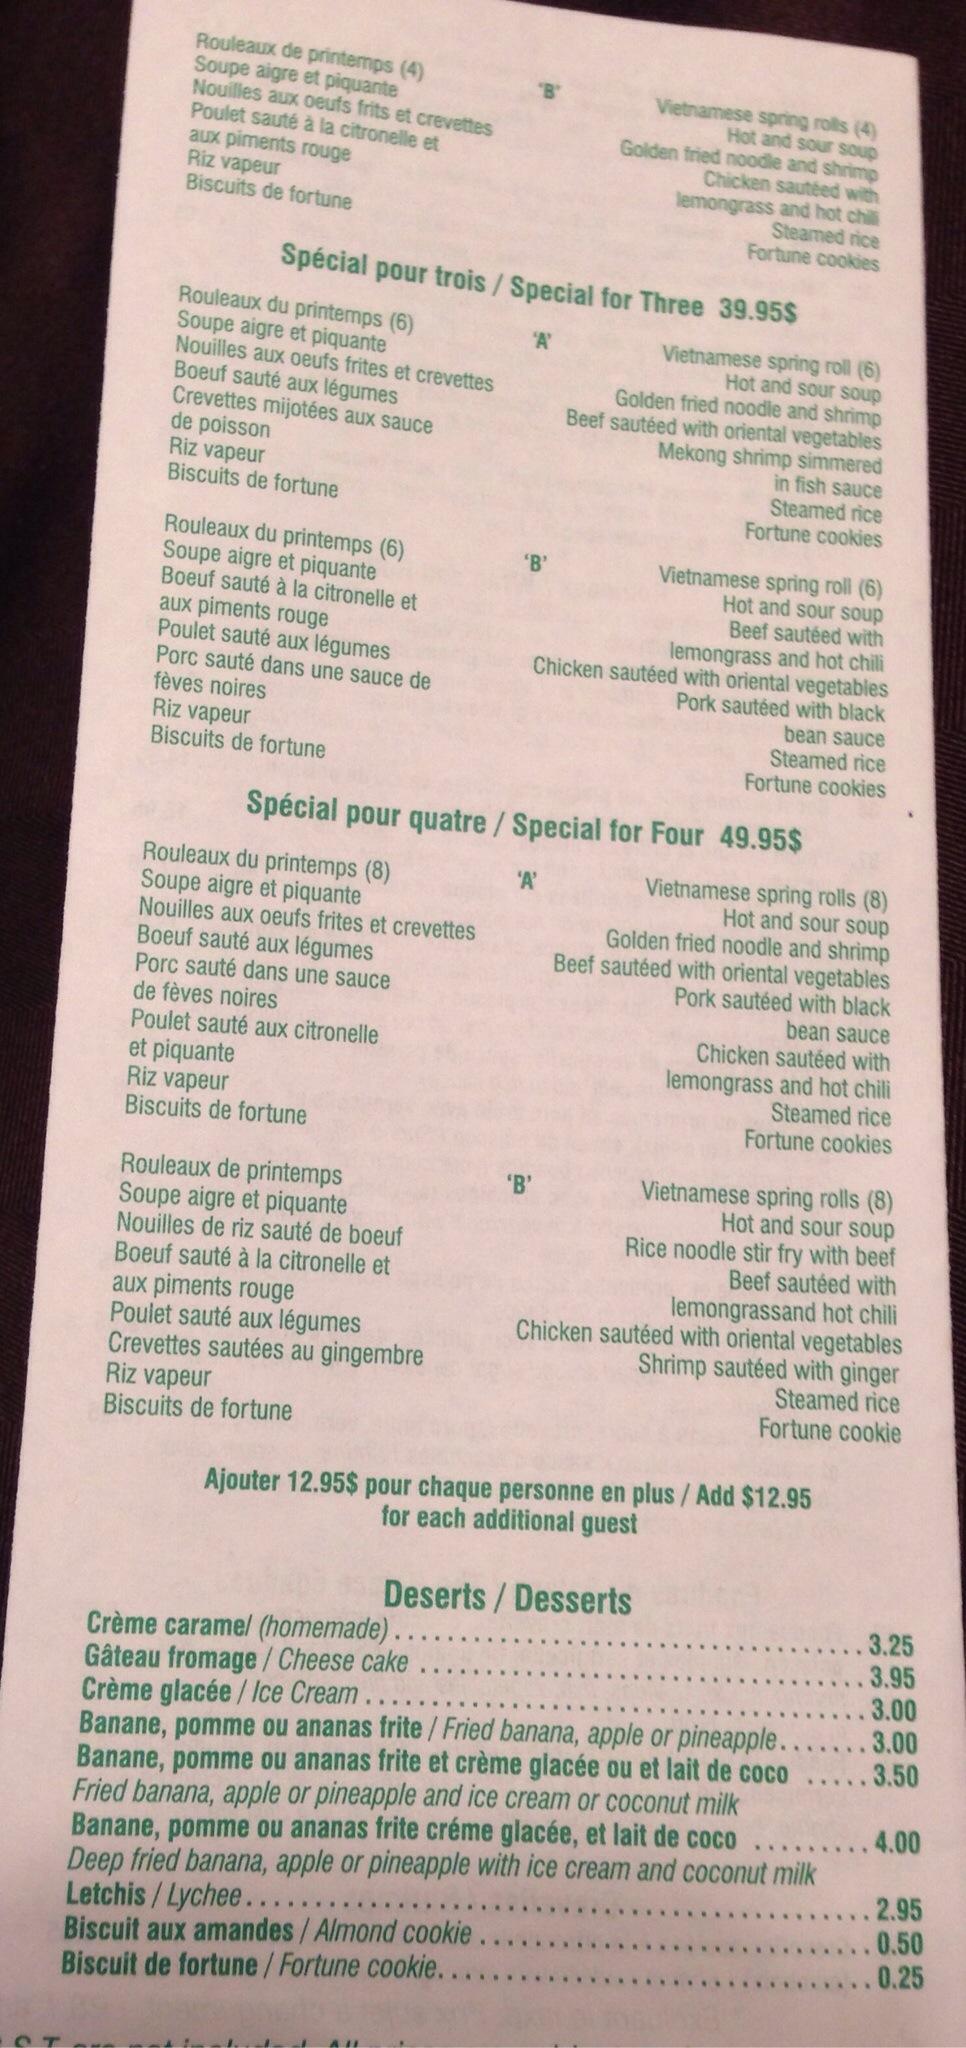 Rouleaux de printemps (4)
Soupe aigre et piquante
Nouilles aux oeufs frits et crevettes
Poulet sauté à la citronelle et
aux piments rouge
Riz vapeur
Biscuits de fortune
'B'
Vietnamese spring rolls (4)
Hot and sour soup
Golden fried noodle and shrimp
Chicken sautéed with
lemongrass and hot chili
Steamed rice
Fortune cookies
Spécial pour trois / Special for Three 39.95$
Rouleaux du printemps (6)
Soupe aigre et piquante
Nouilles aux oeufs frites et crevettes
Boeuf sauté aux légumes
Crevettes mijotées aux sauce
de poisson
Riz vapeur
Biscuits de fortune
'A'
Vietnamese spring roll (6)
Hot and sour soup
Golden fried noodle and shrimp
Beef sautéed with oriental vegetables
Mekong shrimp simmered
in fish sauce
Steamed rice
Fortune cookies
Rouleaux du printemps (6)
Soupe aigre et piquante
Boeuf sauté à la citronelle et
aux piments rouge
Poulet sauté aux légumes
Porc sauté dans une sauce de
fèves noires
Riz vapeur
Biscuits de fortune
'B'
Vietnamese spring roll (6)
Hot and sour soup
Beef sautéed with
lemongrass and hot chili
Chicken sautéed with oriental vegetables
Pork sautéed with black
bean sauce
Steamed rice
Fortune cookies
Spécial pour quatre / Special for Four 49.95$
Rouleaux du printemps (8)
Soupe aigre et piquante
Nouilles aux oeufs frites et crevettes
Boeuf sauté aux légumes
Porc sauté dans une sauce
de fèves noires
Poulet sauté aux citronelle
et piquante
Riz vapeur
Biscuits de fortune
'A'
Vietnamese spring rolls (8)
Hot and sour soup
Golden fried noodle and shrimp
Beef sautéed with oriental vegetables
Pork sautéed with black
bean sauce
Chicken sautéed with
lemongrass and hot chili
Steamed rice
Fortune cookies
Rouleaux de printemps
Soupe aigre et piquante
Nouilles de riz sauté de boeuf
Boeuf sauté à la citronelle et
aux piments rouge
Poulet sauté aux légumes
Crevettes sautées au gingembre
Riz vapeur
Biscuits de fortune
'B'
Vietnamese spring rolls (8)
Hot and sour soup
Rice noodle stir fry with beef
Beef sautéed with
lemongrassand hot chili
Chicken sautéed with oriental vegetables
Shrimp sautéed with ginger
Steamed rice
Fortune cookie
Ajouter 12.95$ pour chaque personne en plus / Add $12.95
for each additional guest
Deserts / Desserts
Crème caramel (homemade) 3.25
Gâteau fromage / Cheese cake 3.95
Crème glacée / Ice Cream 3.00
Banane, pomme ou ananas frite / Fried banana, apple or pineapple 3.00
Banane, pomme ou ananas frite et crème glacée ou et lait de coco 3.50
Fried banana, apple or pineapple and ice cream or coconut milk
Banane, pomme ou ananas frite créme glacée, et lait de coco 4.00
Deep fried banana, apple or pineapple with ice cream and coconut milk
Letchis / Lychee 2.95
Biscuit aux amandes / Almond cookie 0.50
Biscuit de fortune / Fortune cookie 0.25